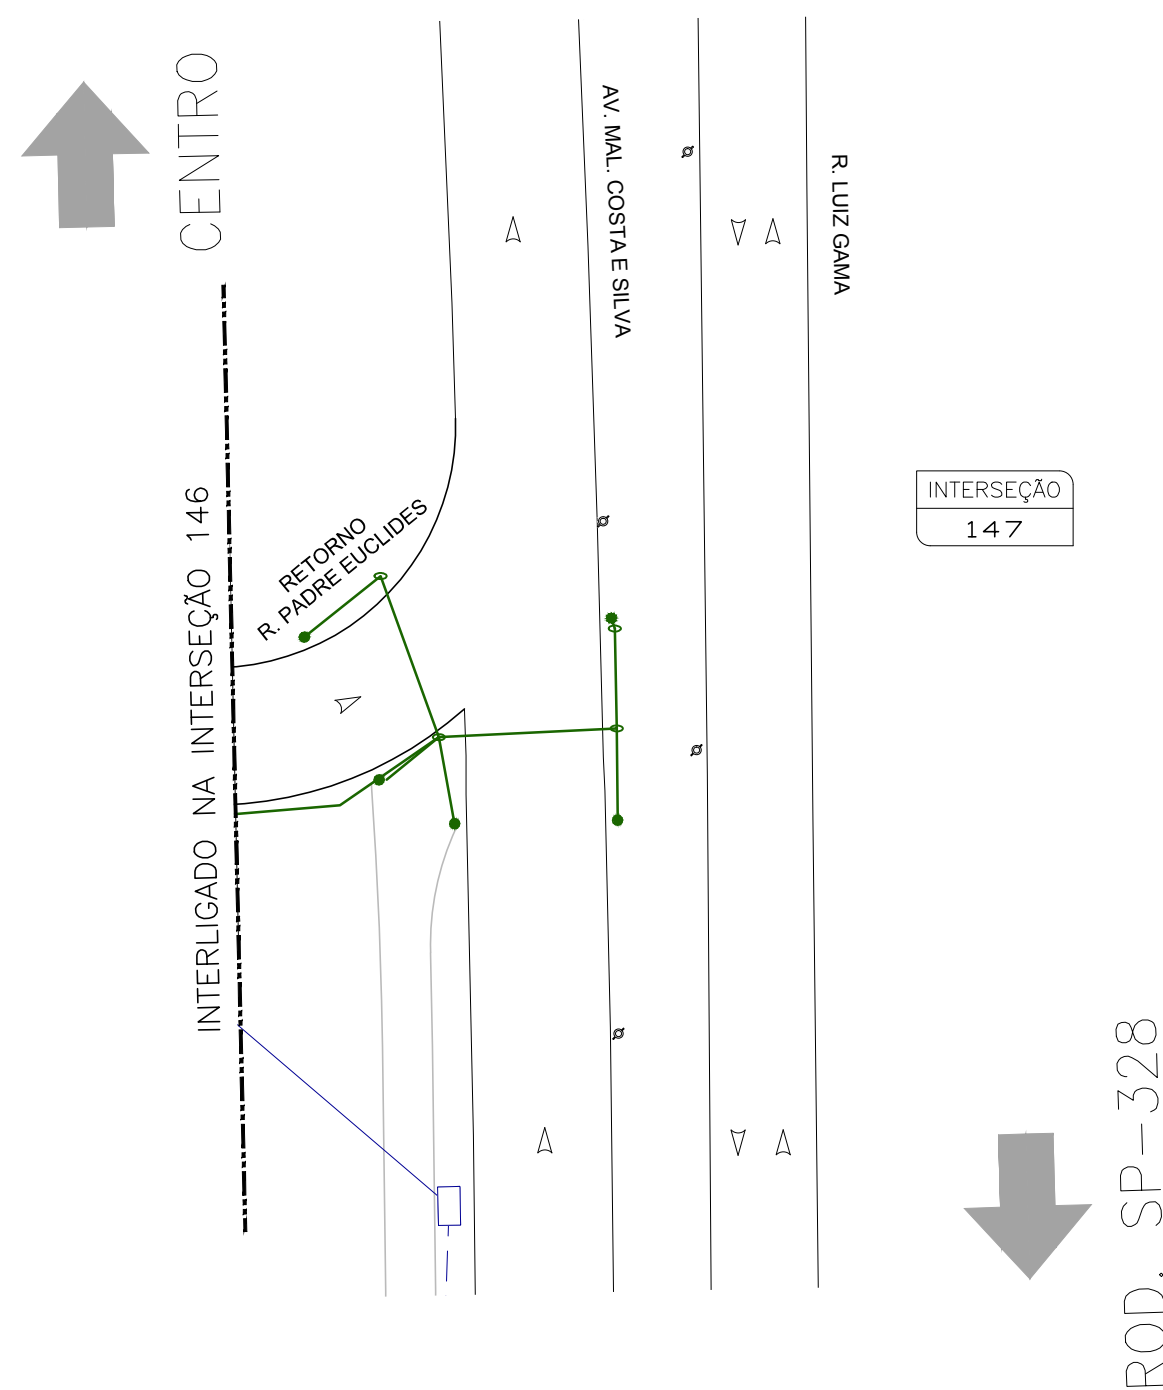 CENTRO
AV. MAL. COSTA E SILVA
R. LUIZ GAMA
INTERSEÇÃO
147
RETORNO
R. PADRE EUCLIDES
INTERLIGADO NA INTERSEÇÃO 146
ROD. SP-328